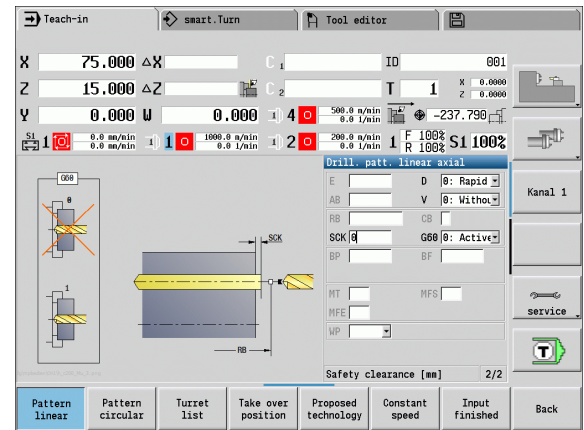 Teach-in
smart.Turn
Tool editor
X 75.000 △X C 1 ID 001
Z 15.000 △Z C 2 T 1 X 0.0000
Z 0.0000
Y 0.000 W 0.000 4 500.0 m/min
0.0 1/min
-237.790
S1 1 0.0 mm/min
0.0 m/min
1 1000.0 m/min
0.0 1/min
2 200.0 m/min
0.0 1/min
1 F 100%
R 100%
S1 100%
Kanal 1
service
T
G60
0
1
SCK
RB
Drill. patt. linear axial
E D 0: Rapid
AB V 0: Withou
RB CB
SCK 0 G60 0: Active
BP BF
MT MFS
MFE
WP
Safety clearance [mm] 2/2
Pattern linear
Pattern circular
Turret list
Take over position
Proposed technology
Constant speed
Input finished
Back